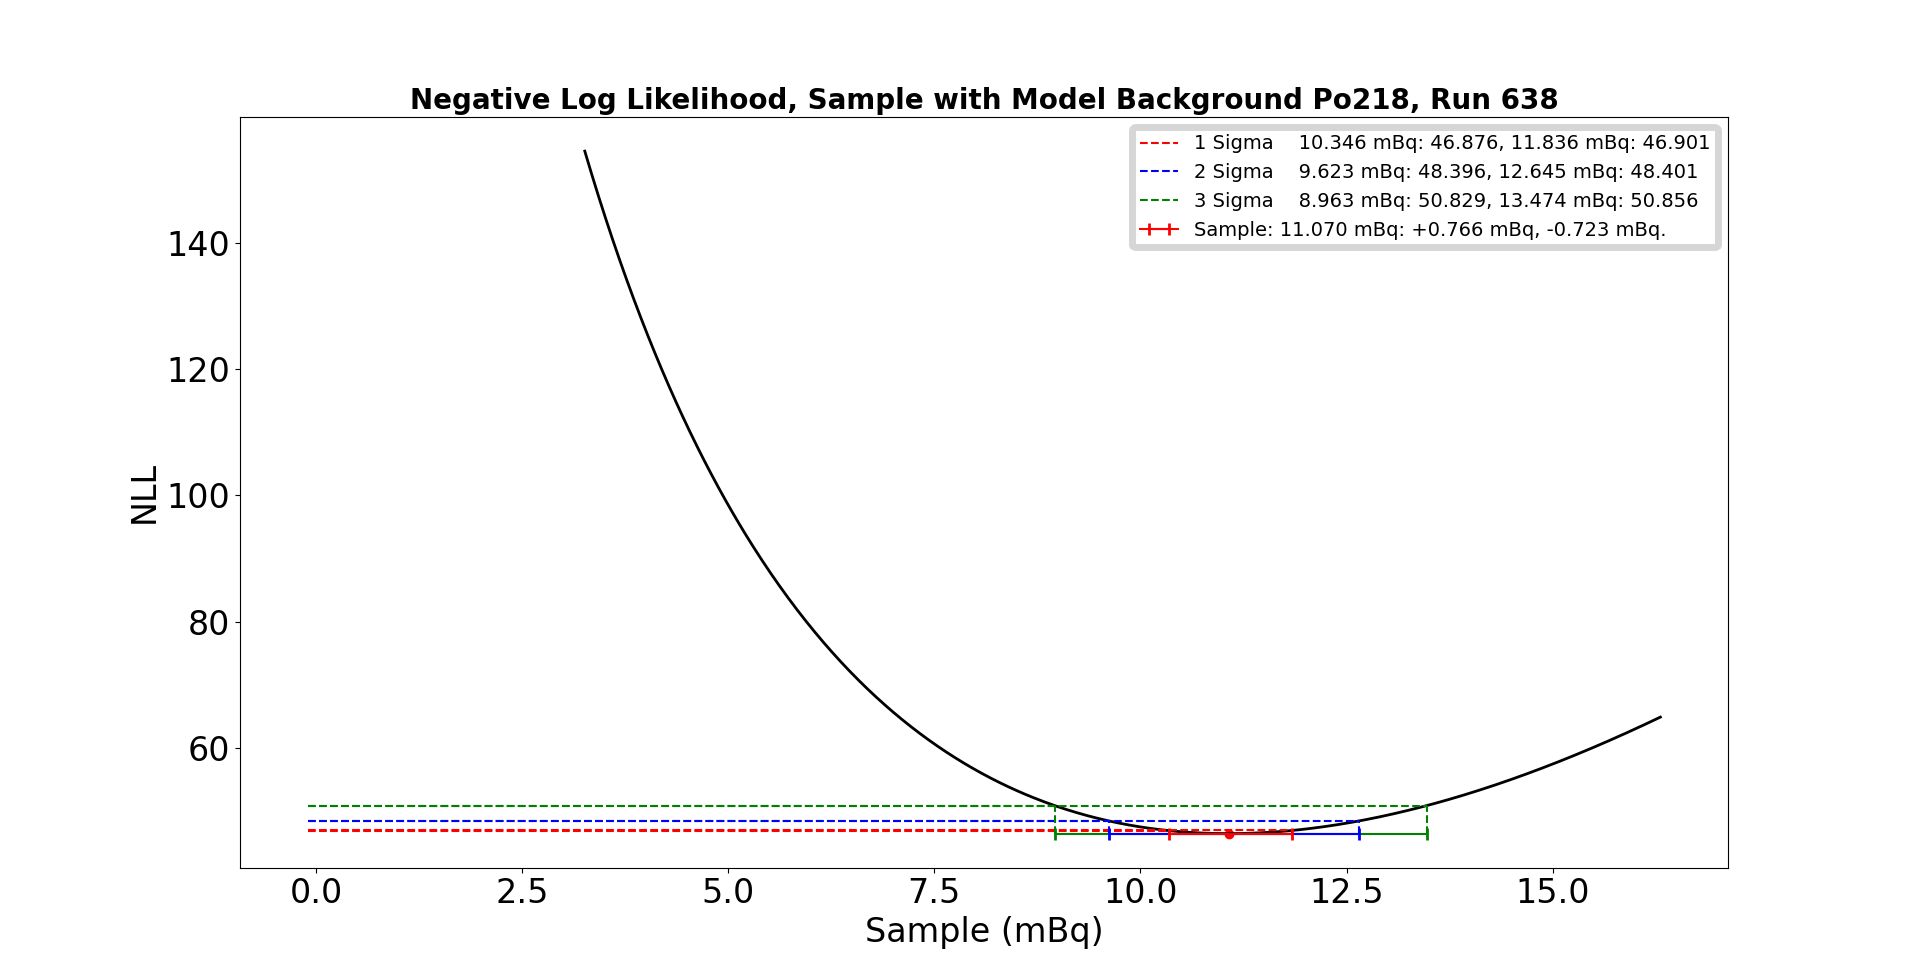 Negative Log Likelihood, Sample with Model Background Po218, Run 638
1 Sigma    10.346 mBq: 46.876, 11.836 mBq: 46.901
2 Sigma    9.623 mBq: 48.396, 12.645 mBq: 48.401
3 Sigma    8.963 mBq: 50.829, 13.474 mBq: 50.856
Sample: 11.070 mBq: +0.766 mBq, -0.723 mBq.
NLL
140
120
100
80
60
0.0 2.5 5.0 7.5 10.0 12.5 15.0
Sample (mBq)